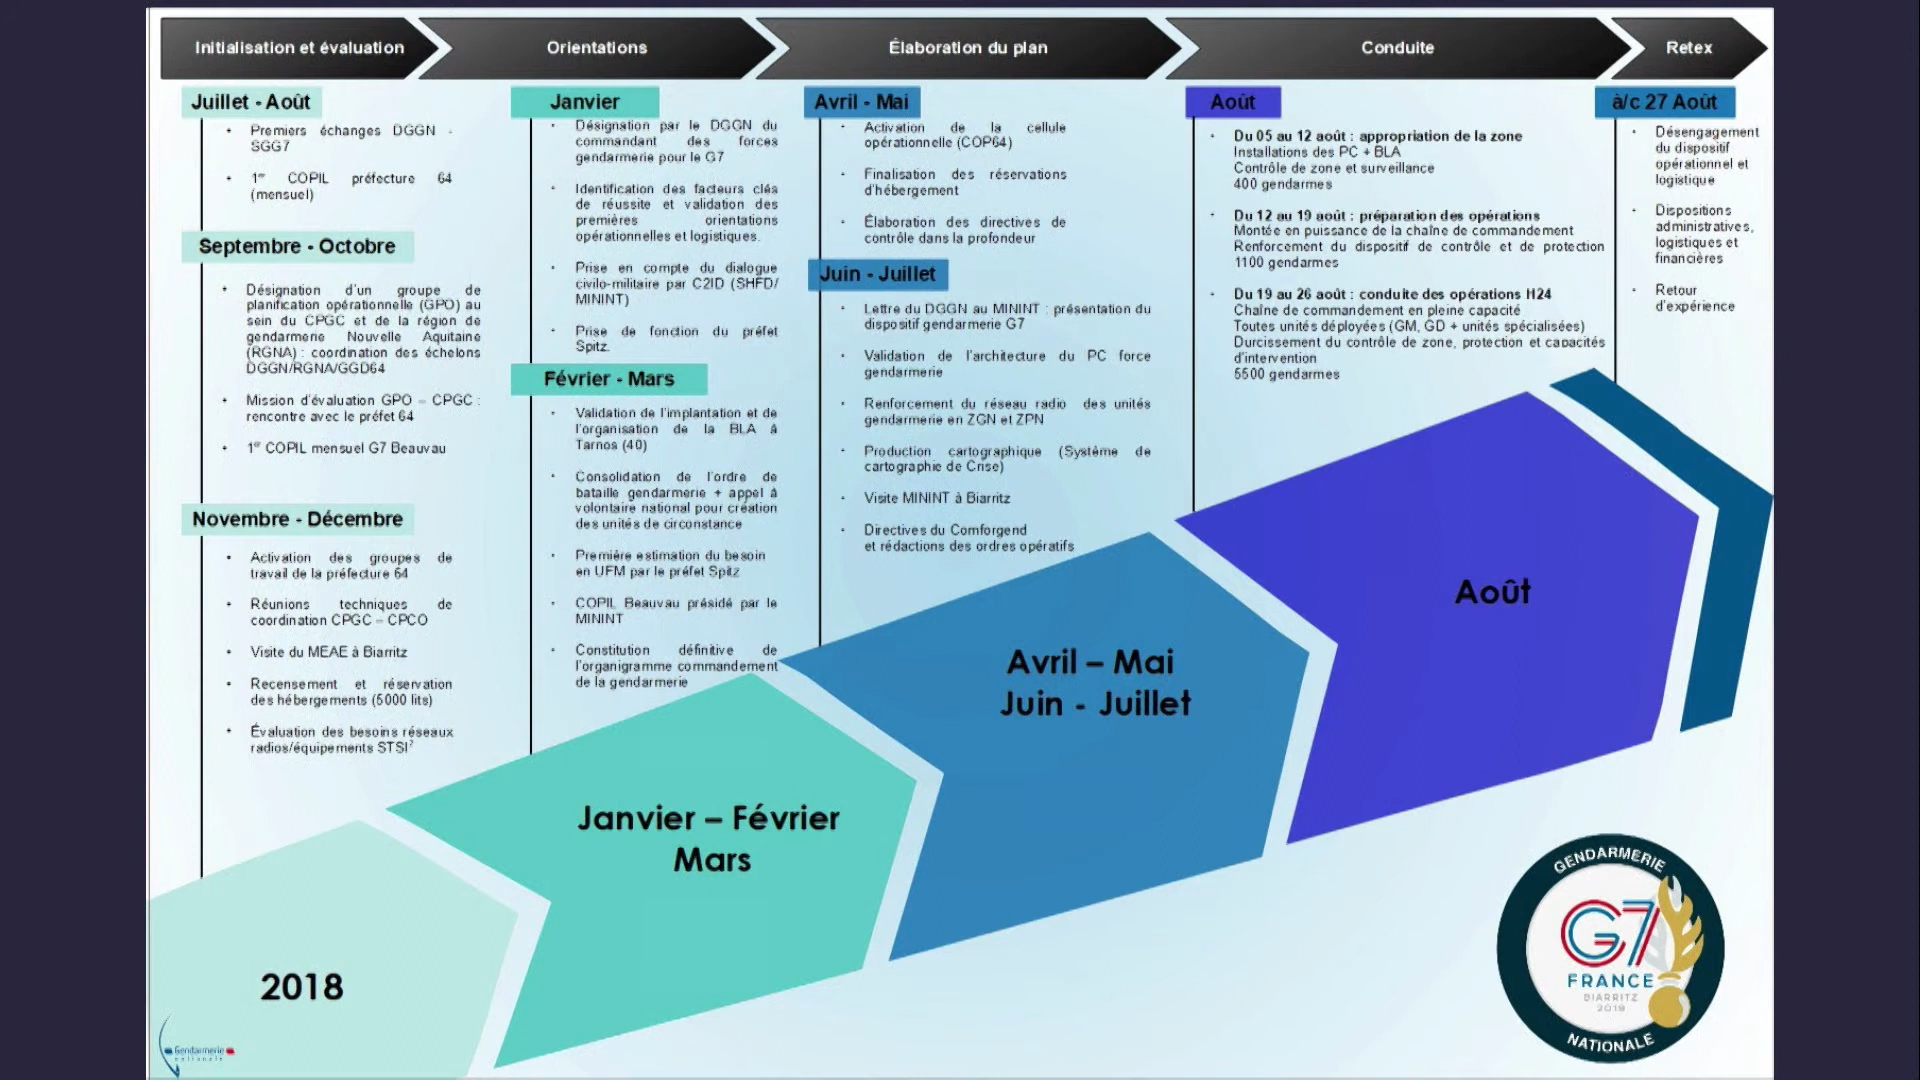 Initialisation et évaluation
Orientations
Élaboration du plan
Conduite
Retex
Juillet - Août
• Premiers échanges DGGN -
SGG7
• 1er COPIL préfecture 64
(mensuel)
Septembre - Octobre
• Désignation d'un groupe de
planification opérationnelle (GPO) au
sein du CPGC et de la région de
gendarmerie Nouvelle Aquitaine
(RGNA) : coordination des échelons
DGGN/RGNA/GGD64
• Mission d'évaluation GPO – CPGC :
rencontre avec le préfet 64
• 1er COPIL mensuel G7 Beauvau
Novembre - Décembre
• Activation des groupes de
travail de la préfecture 64
• Réunions techniques de
coordination CPGC – CPCO
• Visite du MEAE à Biarritz
• Recensement et réservation
des hébergements (5000 lits)
• Évaluation des besoins réseaux
radios/équipements STSI²
Janvier
• Désignation par le DGGN du
commandant des forces
gendarmerie pour le G7
• Identification des facteurs clés
de réussite et validation des
premières orientations
opérationnelles et logistiques.
• Prise en compte du dialogue
civilo-militaire par C2ID (SHFD/
MININT)
• Prise de fonction du préfet
Spitz.
Février - Mars
• Validation de l'implantation et de
l'organisation de la BLA à
Tarnos (40)
• Consolidation de l'ordre de
bataille gendarmerie + appel à
volontaire national pour création
des unités de circonstance
• Première estimation du besoin
en UFM par le préfet Spitz
• COPIL Beauvau présidé par le
MININT
• Constitution définitive de
l'organigramme commandement
de la gendarmerie
Avril - Mai
• Activation de la cellule
opérationnelle (COP64)
• Finalisation des réservations
d'hébergement
• Élaboration des directives de
contrôle dans la profondeur
Juin - Juillet
• Lettre du DGGN au MININT : présentation du
dispositif gendarmerie G7
• Validation de l'architecture du PC force
gendarmerie
• Renforcement du réseau radio des unités
gendarmerie en ZGN et ZPN
• Production cartographique (Système de
cartographie de Crise)
• Visite MININT à Biarritz
• Directives du Comforgend
et rédactions des ordres opératifs
Août
• Du 05 au 12 août : appropriation de la zone
Installations des PC + BLA
Contrôle de zone et surveillance
400 gendarmes
• Du 12 au 19 août : préparation des opérations
Montée en puissance de la chaîne de commandement
Renforcement du dispositif de contrôle et de protection
1100 gendarmes
• Du 19 au 26 août : conduite des opérations H24
Chaîne de commandement en pleine capacité
Toutes unités déployées (GM, GD + unités spécialisées)
Durcissement du contrôle de zone, protection et capacités
d'intervention
5500 gendarmes
à/c 27 Août
• Désengagement
du dispositif
opérationnel et
logistique
• Dispositions
administratives,
logistiques et
financières
• Retour
d'expérience
2018
Janvier – Février
Mars
Avril – Mai
Juin - Juillet
Août
GENDARMERIE
G7
FRANCE
BIARRITZ
2019
NATIONALE
Gendarmerie
nationale